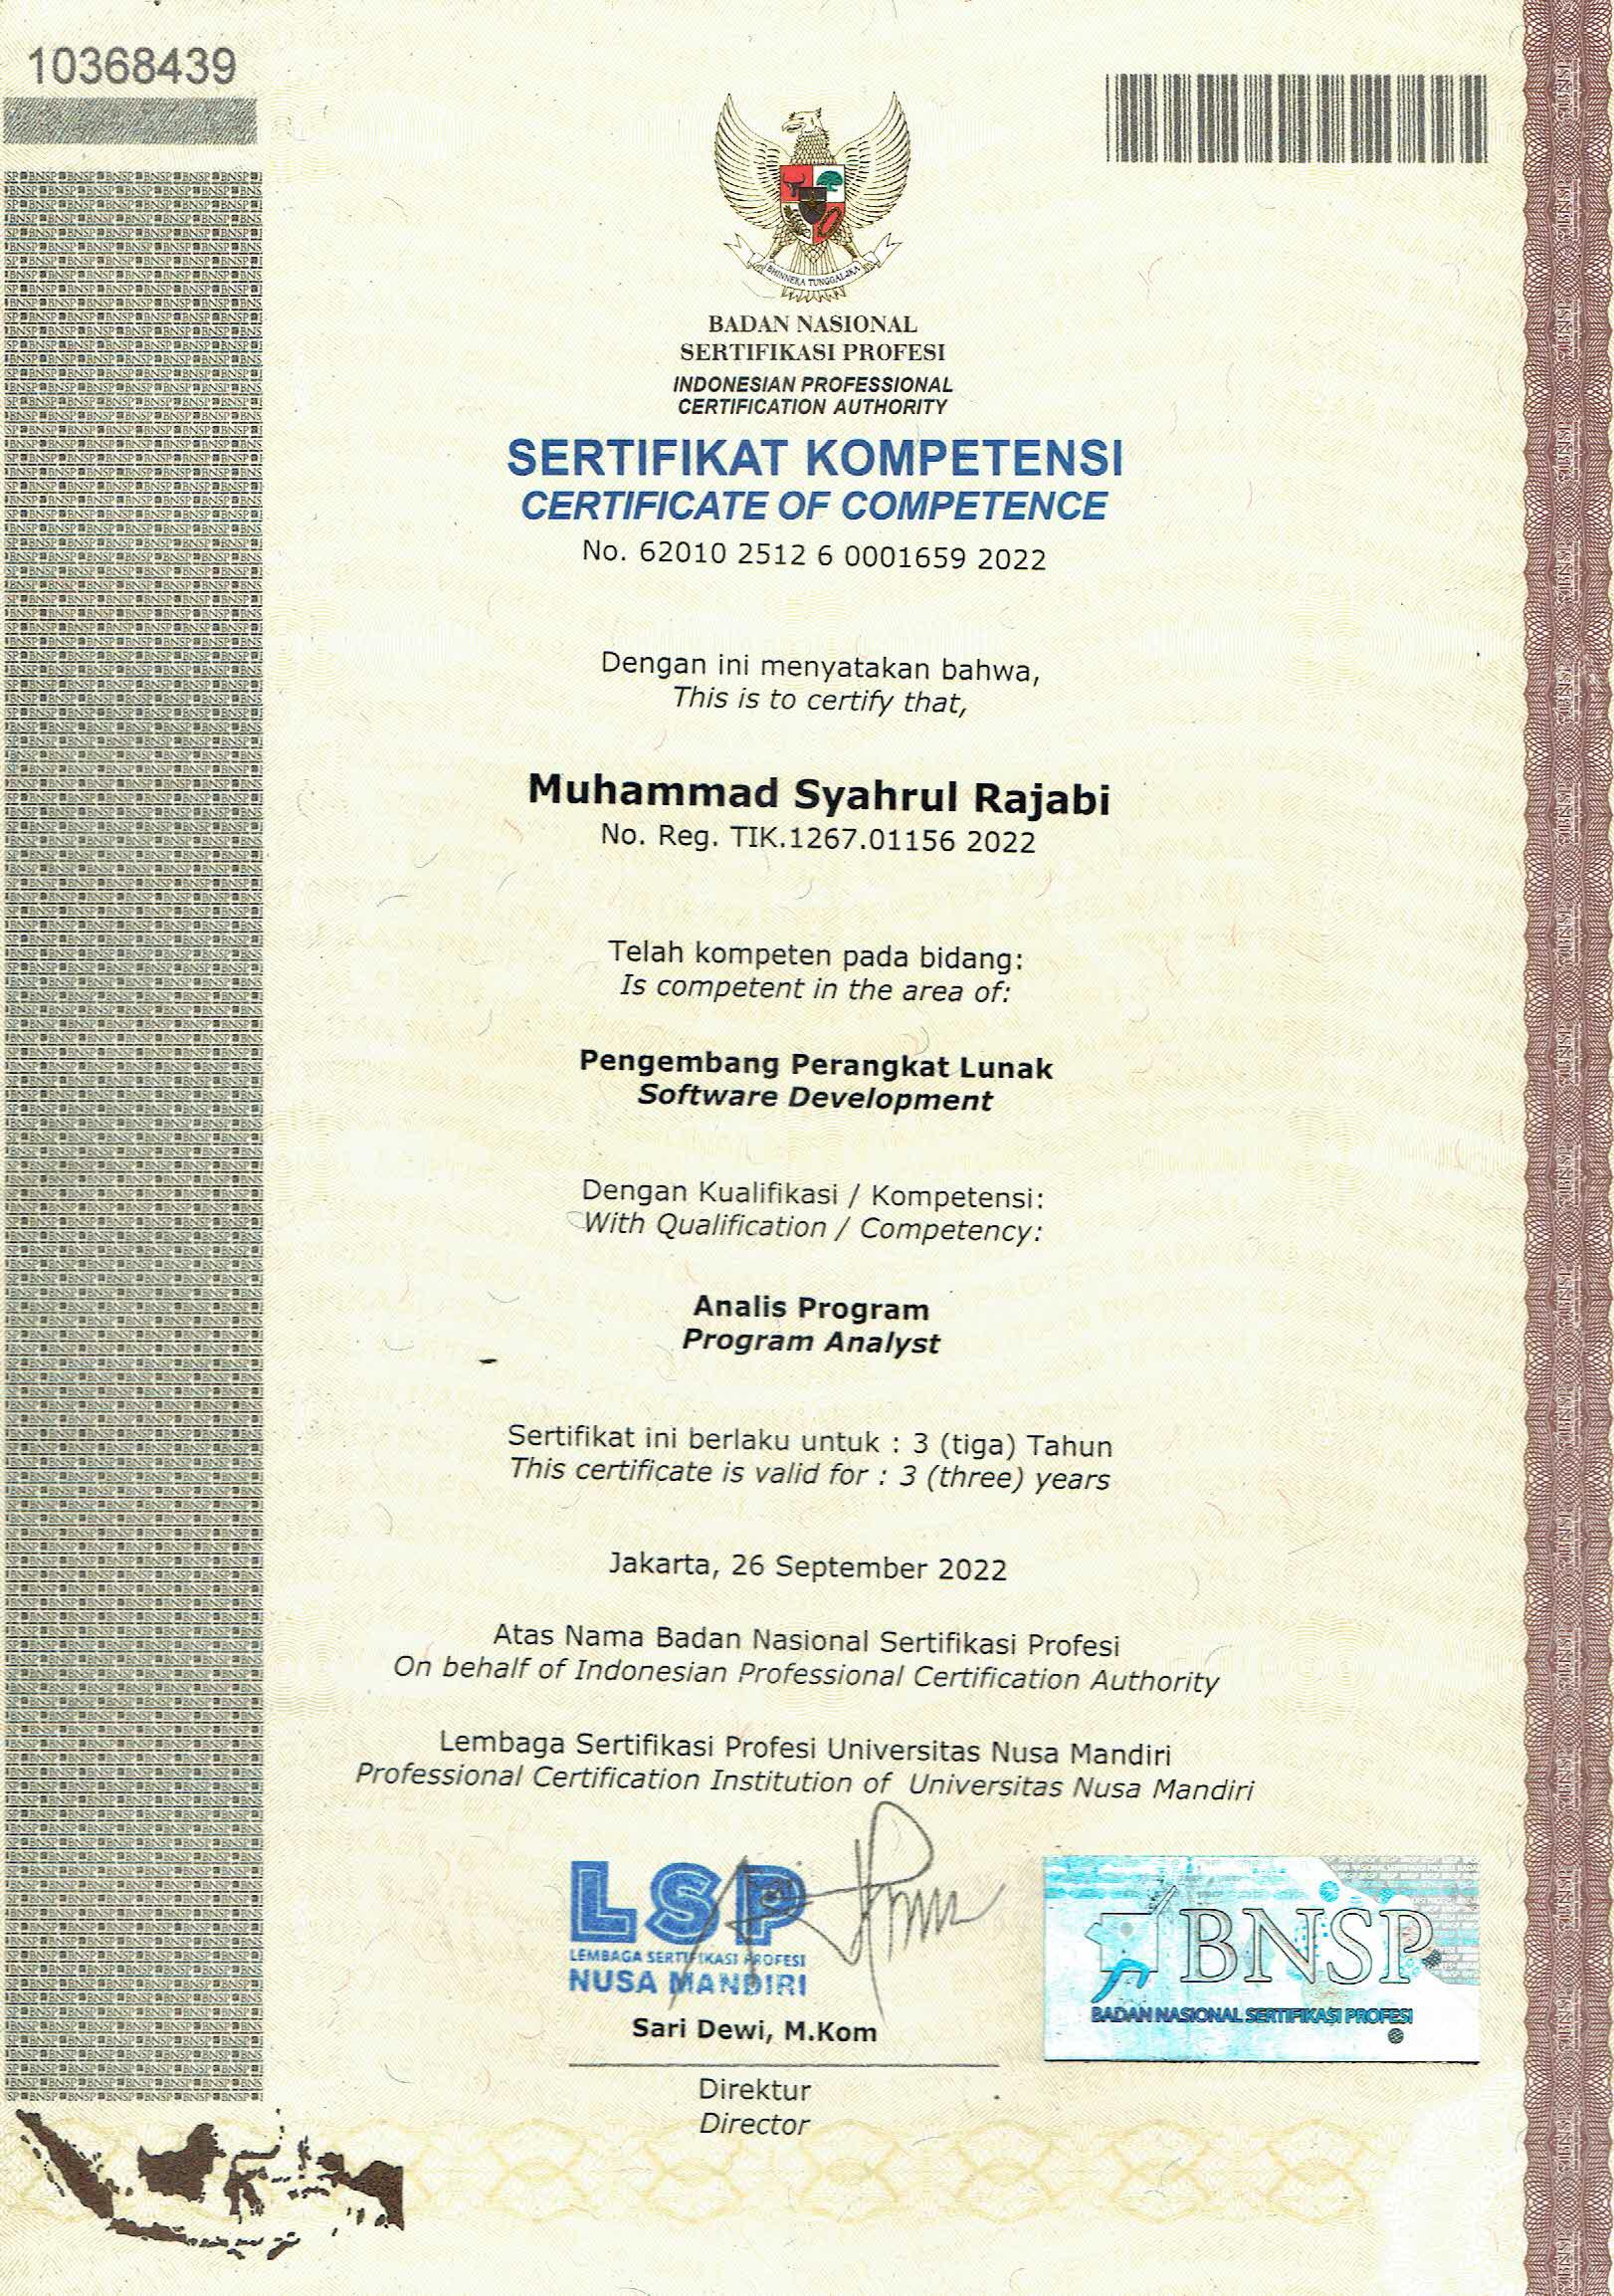 10368439
BHINNEKA TUNGGAL IKA
BADAN NASIONAL
SERTIFIKASI PROFESI
INDONESIAN PROFESSIONAL
CERTIFICATION AUTHORITY
SERTIFIKAT KOMPETENSI
CERTIFICATE OF COMPETENCE
No. 62010 2512 6 0001659 2022
Dengan ini menyatakan bahwa,
This is to certify that,
Muhammad Syahrul Rajabi
No. Reg. TIK.1267.01156 2022
Telah kompeten pada bidang:
Is competent in the area of:
Pengembang Perangkat Lunak
Software Development
Dengan Kualifikasi / Kompetensi:
With Qualification / Competency:
Analis Program
Program Analyst
Sertifikat ini berlaku untuk : 3 (tiga) Tahun
This certificate is valid for : 3 (three) years
Jakarta, 26 September 2022
Atas Nama Badan Nasional Sertifikasi Profesi
On behalf of Indonesian Professional Certification Authority
Lembaga Sertifikasi Profesi Universitas Nusa Mandiri
Professional Certification Institution of Universitas Nusa Mandiri
LSP
LEMBAGA SERTIFIKASI PROFESI
NUSA MANDIRI
BNSP
BADAN NASIONAL SERTIFIKASI PROFESI
Sari Dewi, M.Kom
Direktur
Director